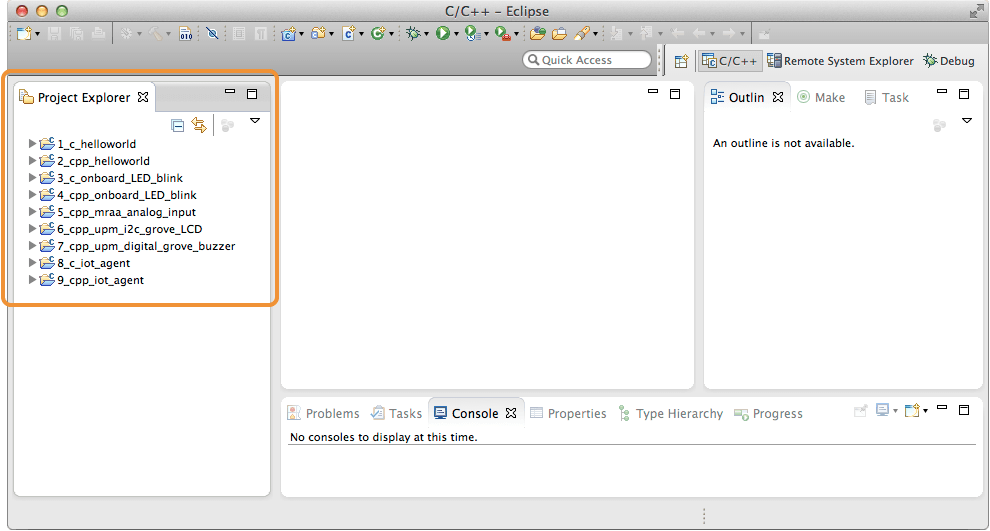 C/C++ – Eclipse
Quick Access
C/C++
Remote System Explorer
Debug
Project Explorer
1_c_helloworld
2_cpp_helloworld
3_c_onboard_LED_blink
4_cpp_onboard_LED_blink
5_cpp_mraa_analog_input
6_cpp_upm_i2c_grove_LCD
7_cpp_upm_digital_grove_buzzer
8_c_iot_agent
9_cpp_iot_agent
Outlin
Make
Task
An outline is not available.
Problems
Tasks
Console
Properties
Type Hierarchy
Progress
No consoles to display at this time.